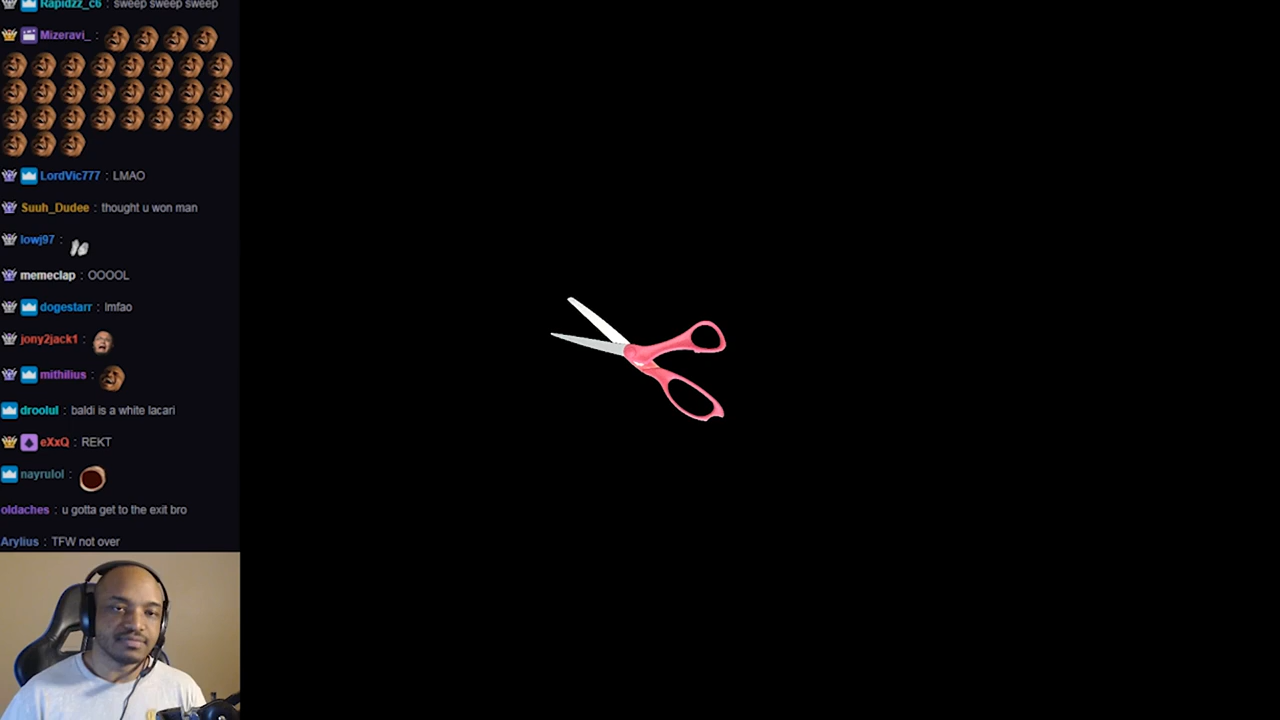 Rapidzz_c6 : sweep sweep sweep
Mizeravi_ :
LordVic777 : LMAO
Suuh_Dudee : thought u won man
lowj97 :
memeclap : OOOOL
dogestarr : lmfao
jony2jack1 :
mithilius :
droolul : baldi is a white lacari
eXxQ : REKT
nayrulol :
oldaches : u gotta get to the exit bro
Arylius : TFW not over